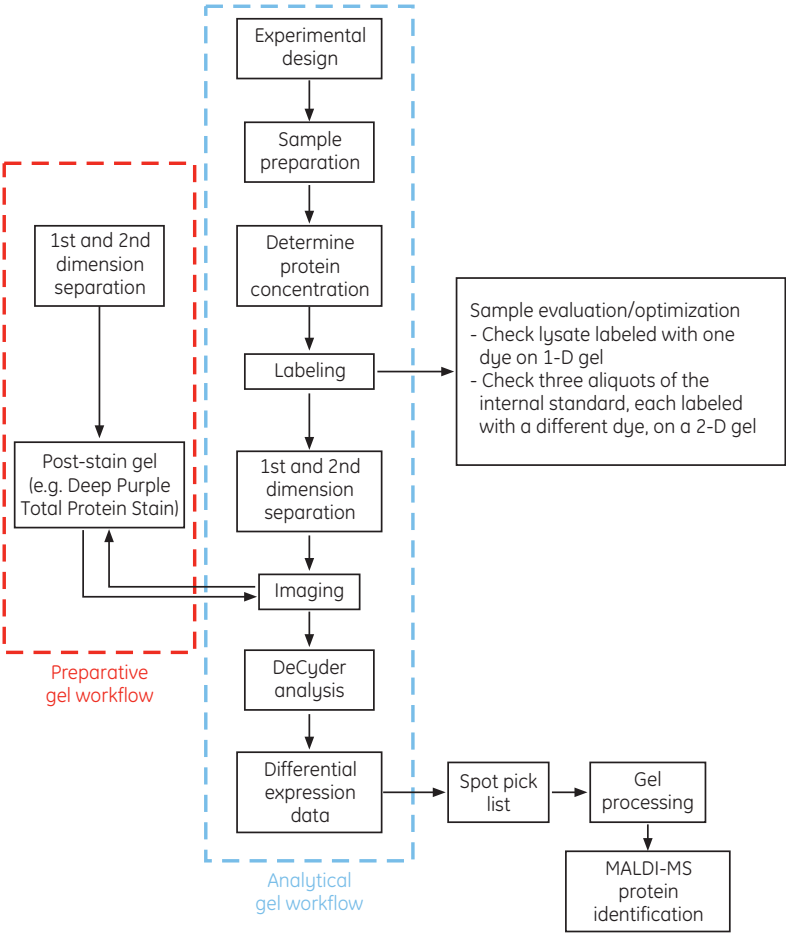 Experimental
design
Sample
preparation
1st and 2nd
dimension
separation
Determine
protein
concentration
Sample evaluation/optimization
- Check lysate labeled with one
dye on 1-D gel
- Check three aliquots of the
internal standard, each labeled
with a different dye, on a 2-D gel
Labeling
Post-stain gel
(e.g. Deep Purple
Total Protein Stain)
1st and 2nd
dimension
separation
Imaging
Preparative
gel workflow
DeCyder
analysis
Differential
expression
data
Spot pick
list
Gel
processing
MALDI-MS
protein
identification
Analytical
gel workflow